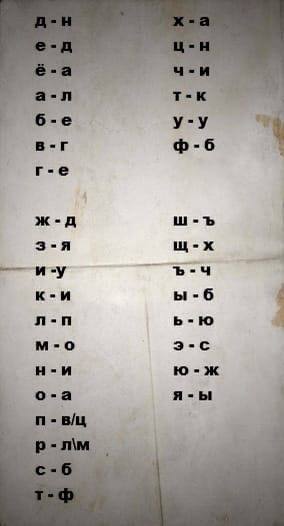 д - н
е - д
ё - а
а - л
б - е
в - г
г - е
ж - д
з - я
и -у
к - и
л - п
м - о
н - и
о - а
п - в/ц
р - л\м
с - б
т - ф
х - а
ц - н
ч - и
т - к
у - у
ф - б
ш - ъ
щ - х
ъ - ч
ы - б
ь - ю
э - с
ю - ж
я - ы